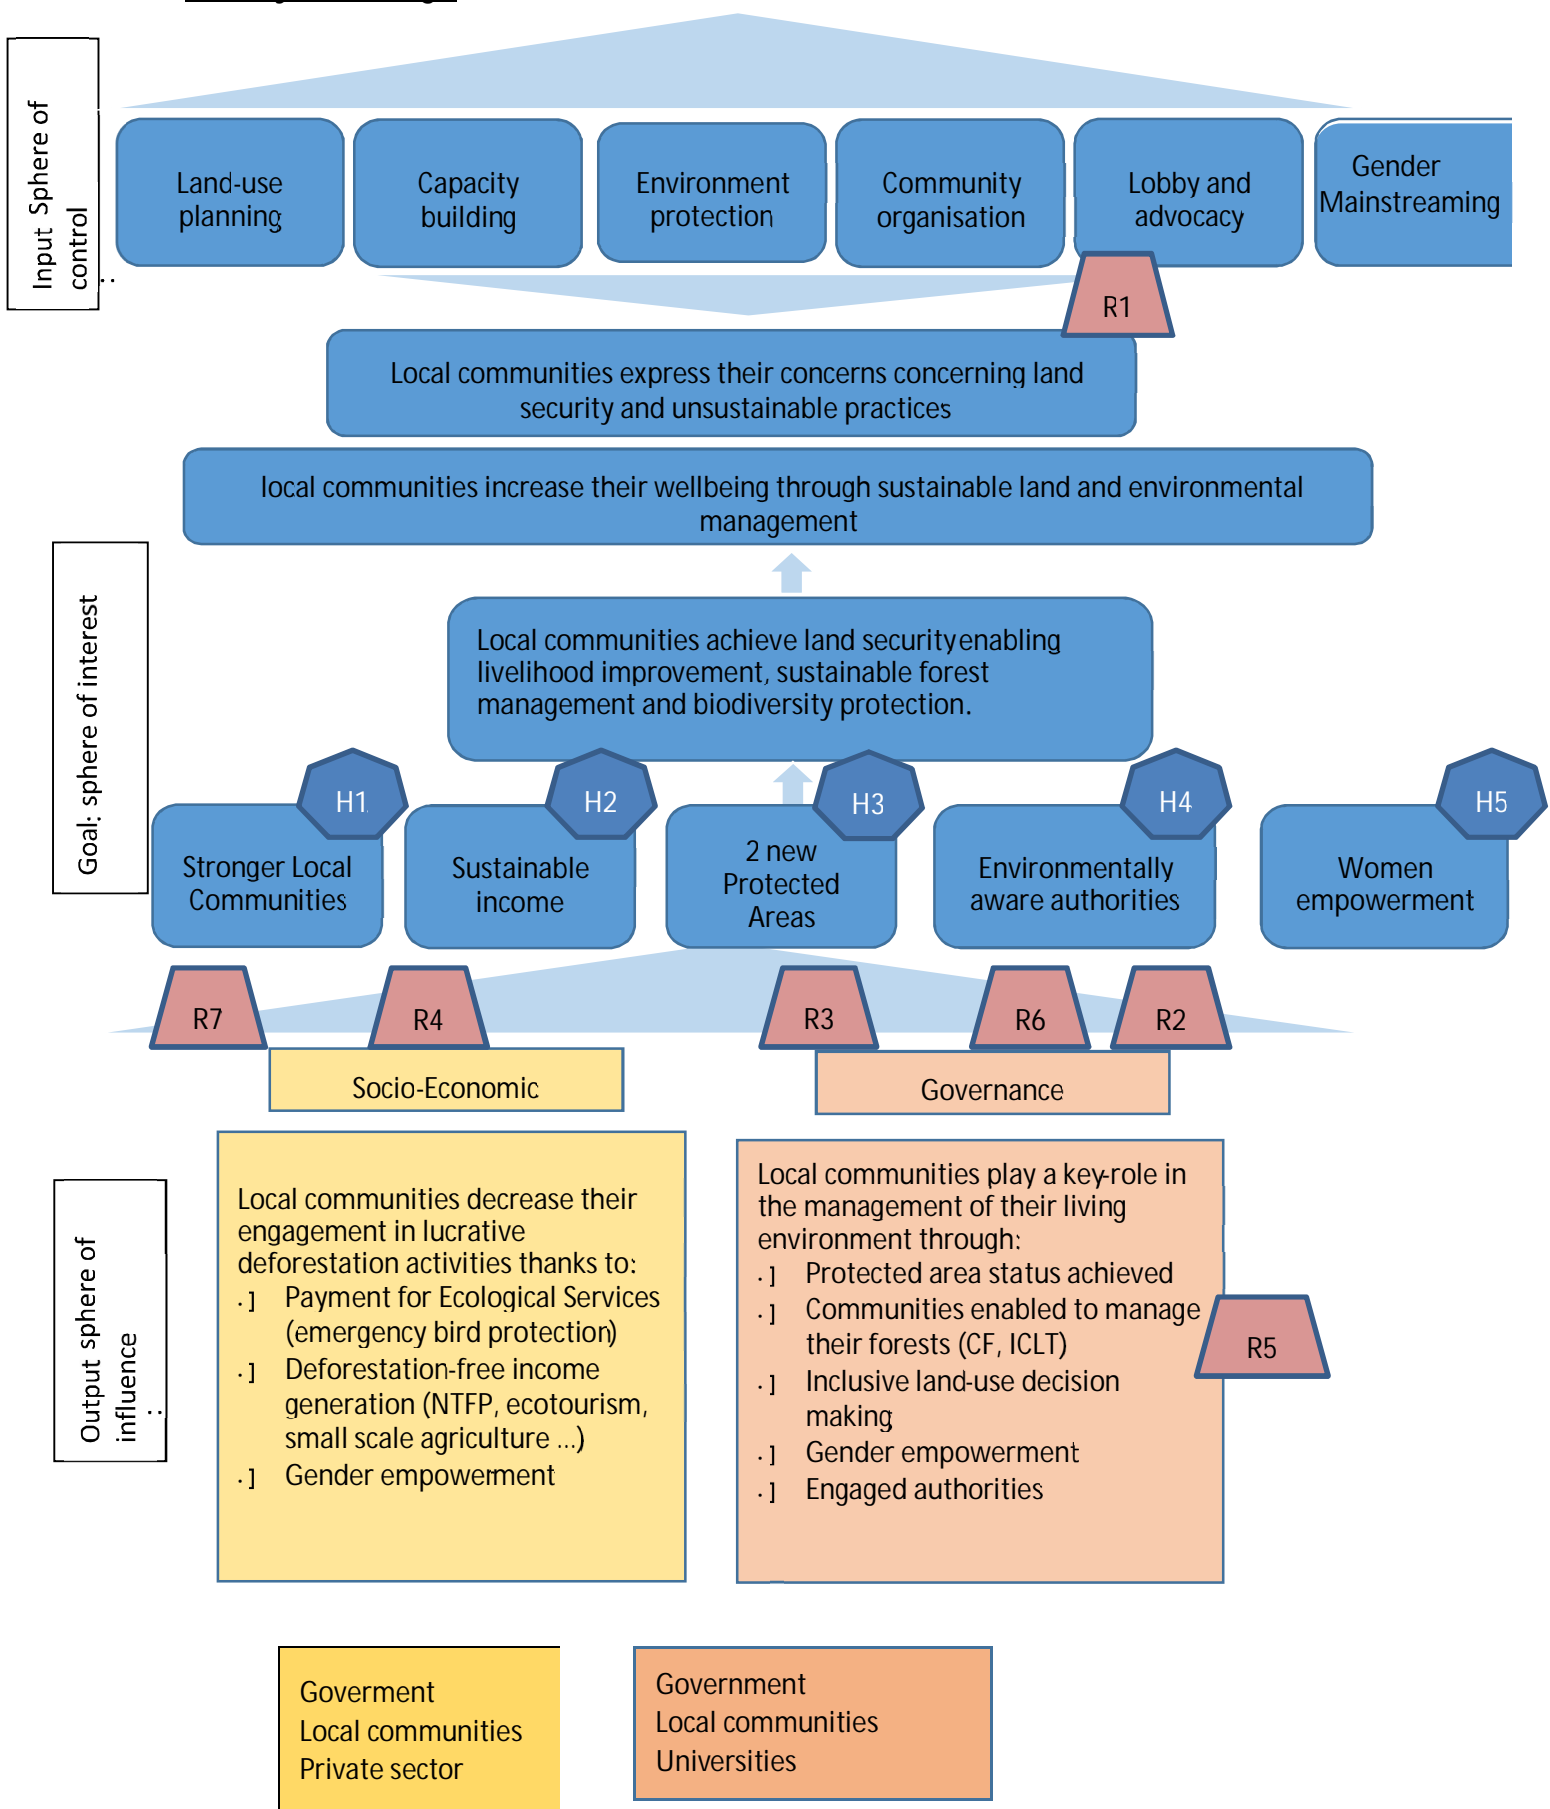 Input Sphere of
control
:
Land-use
planning
Capacity
building
Environment
protection
Community
organisation
Lobby and
advocacy
Gender
Mainstreaming
R1
Local communities express their concerns concerning land
security and unsustainable practices
local communities increase their wellbeing through sustainable land and environmental
management
Goal: sphere of interest
Local communities achieve land security enabling
livelihood improvement, sustainable forest
management and biodiversity protection.
H1
H2
H3
H4
H5
Stronger Local
Communities
Sustainable
income
2 new
Protected
Areas
Environmentally
aware authorities
Women
empowerment
R7
R4
R3
R6
R2
Socio-Economic
Governance
Output sphere of
influence
:
Local communities decrease their
engagement in lucrative
deforestation activities thanks to:
Payment for Ecological Services
(emergency bird protection)
Deforestation-free income
generation (NTFP, ecotourism,
small scale agriculture ...)
Gender empowerment
Local communities play a key-role in
the management of their living
environment through:
Protected area status achieved
Communities enabled to manage
their forests (CF, ICLT)
Inclusive land-use decision
making
Gender empowerment
Engaged authorities
R5
Goverment
Local communities
Private sector
Government
Local communities
Universities